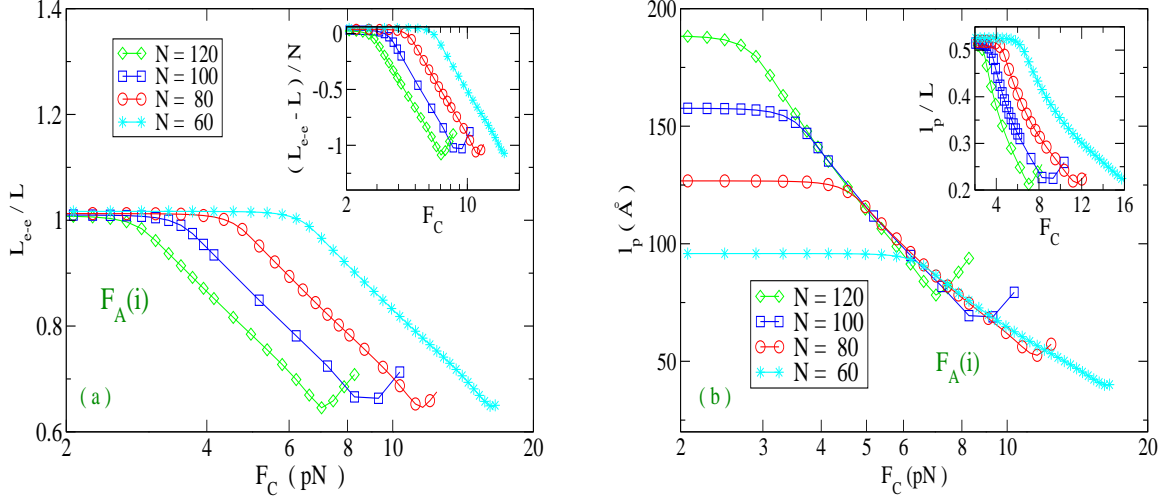 1.4
1.2
1
0.8
0.6
L_{e-e} / L
N = 120
N = 100
N = 80
N = 60
0
-0.5
-1
( L_{e-e} - L ) / N
2
10
F_C
F_A(i)
( a )
2
4
6
8
10
20
F_C ( pN )
200
150
100
50
l_p ( Å )
0.5
0.4
0.3
0.2
l_p / L
4
8
12
16
F_C
N = 120
N = 100
N = 80
N = 60
F_A(i)
( b )
2
3
4
5
6
8
10
20
F_C (pN)